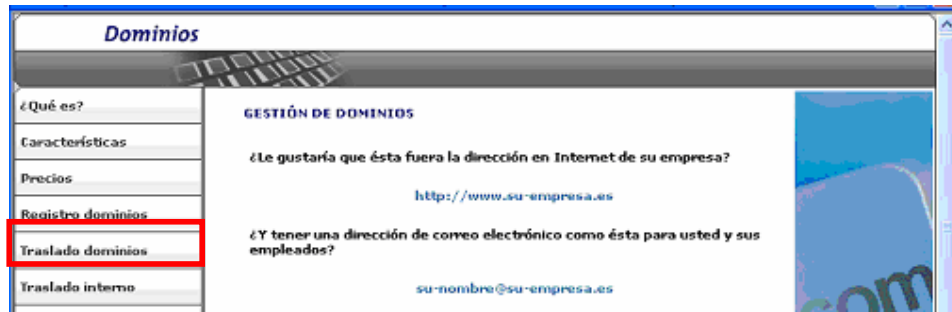 Dominios
¿Qué es?
Características
Precios
Registro dominios
Traslado dominios
Traslado interno
GESTIÓN DE DOMINIOS
¿Le gustaría que ésta fuera la dirección en Internet de su empresa?
http://www.su-empresa.es
¿Y tener una dirección de correo electrónico como ésta para usted y sus
empleados?
su-nombre@su-empresa.es
com